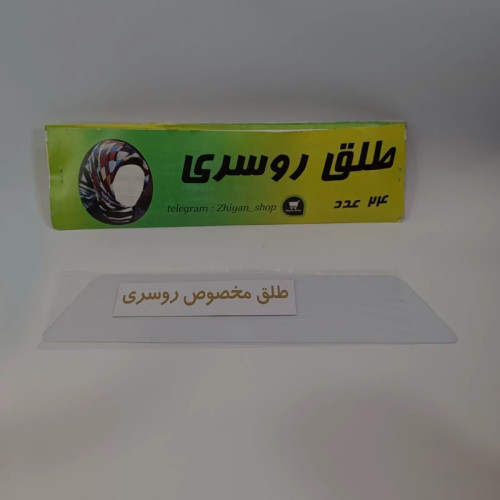 طلق روسری
telegram : Zhiyan_shop
۲۴ عدد
طلق مخصوص روسری